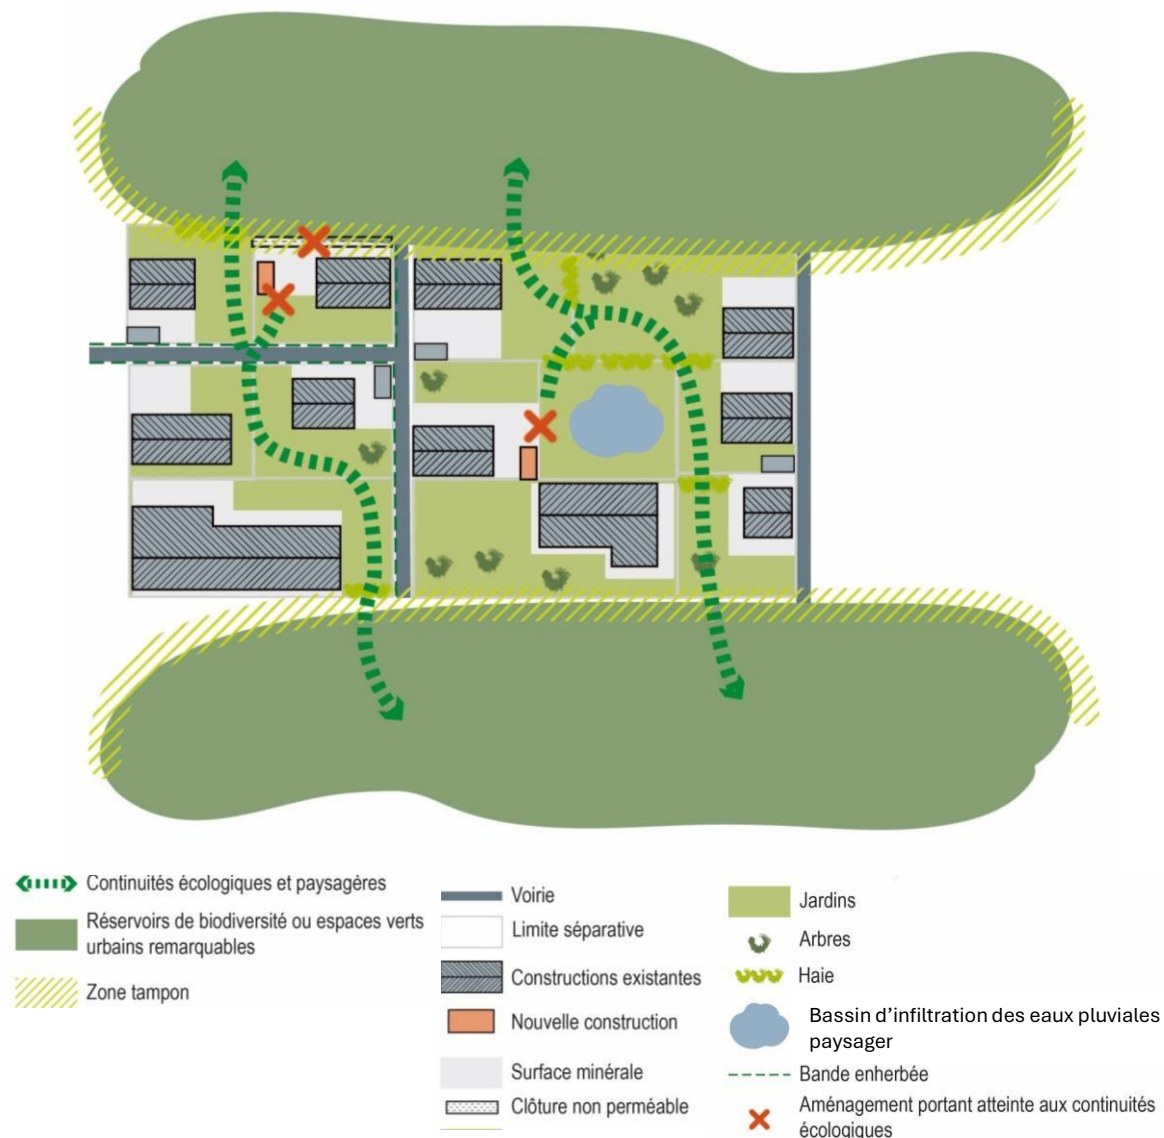 Continuités écologiques et paysagères
Réservoirs de biodiversité ou espaces verts
urbains remarquables
Zone tampon
Voirie
Limite séparative
Constructions existantes
Nouvelle construction
Surface minérale
Clôture non perméable
Jardins
Arbres
Haie
Bassin d’infiltration des eaux pluviales
paysager
Bande enherbée
Aménagement portant atteinte aux continuités
écologiques